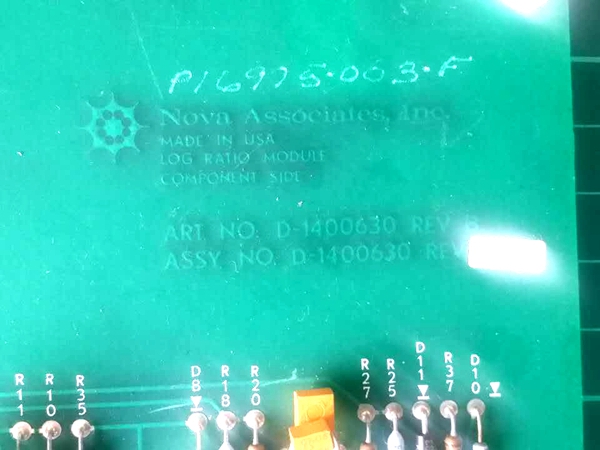 P16975-003-F
Nova Associates, Inc.
MADE IN USA
LOG RATIO MODULE
COMPONENT SIDE
ART NO. D-1400630 REV B
ASSY NO. D-1400630 REV
R11 R10 R35 D8 R18 R20 R27 R25 D11 R37 D10